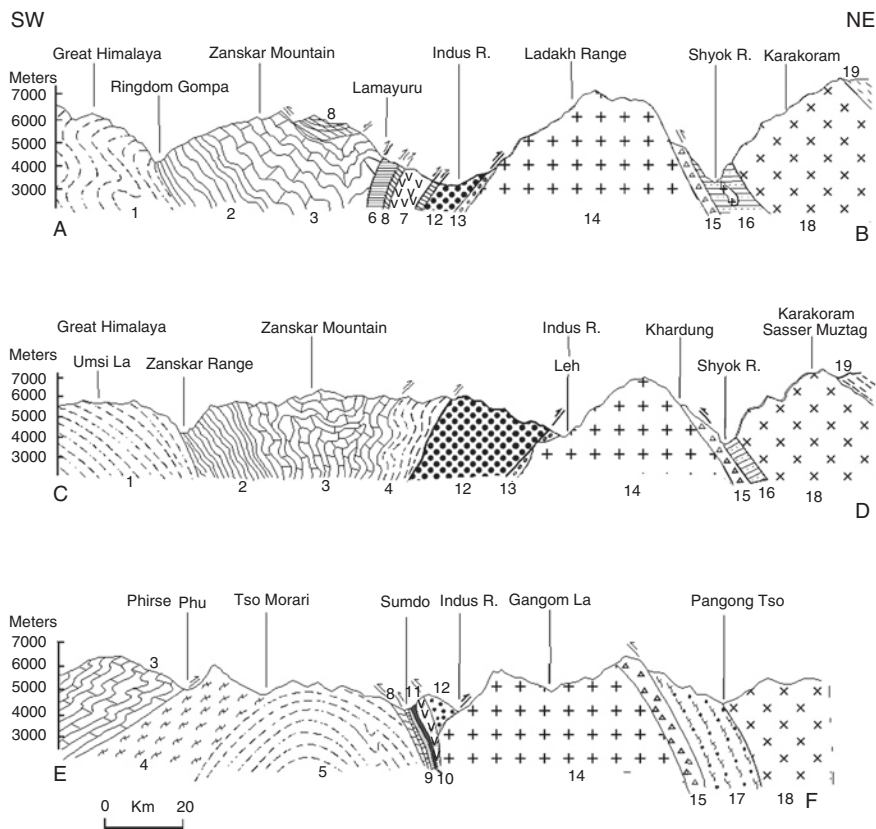 SW NE
Great Himalaya Zanskar Mountain Indus R. Ladakh Range Shyok R. Karakoram
Meters Ringdom Gompa Lamayuru 19
7000
6000 8
5000
4000
3000
V V V V V V V
1 2 3 6 8 7 12 13 14 15 16 18
A B
Great Himalaya Zanskar Mountain Indus R. Khardung Karakoram
Sasser Muztag
Meters Umsi La Zanskar Range Leh Shyok R. 19
7000
6000
5000
4000
3000
1 2 3 4 12 13 14 15 16 18
C D
Meters Phirse Phu Tso Morari Sumdo Indus R. Gangom La Pangong Tso
7000
6000 3
5000 8 11 12
4000
3000
V V V V
4 5 9 10 14 15 17 18
E F
0 Km 20